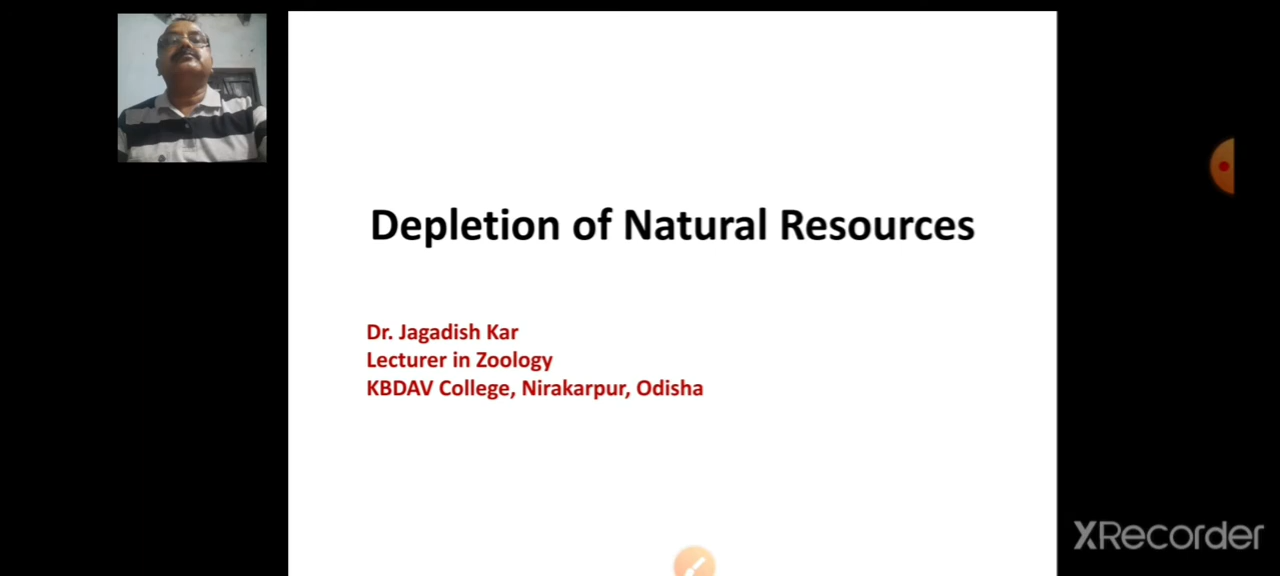 Depletion of Natural Resources
Dr. Jagadish Kar
Lecturer in Zoology
KBDAV College, Nirakarpur, Odisha
XRecorder